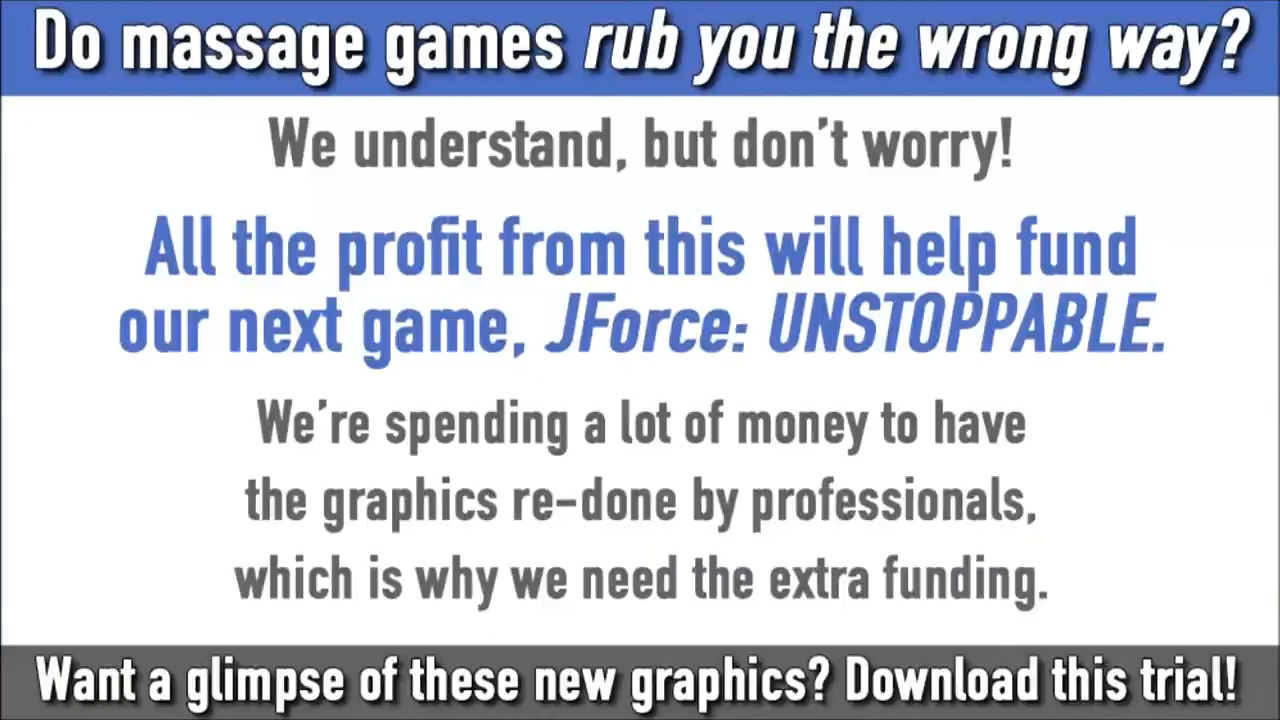 Do massage games rub you the wrong way?
We understand, but don't worry!
All the profit from this will help fund
our next game, JForce: UNSTOPPABLE.
We're spending a lot of money to have
the graphics re-done by professionals,
which is why we need the extra funding.
Want a glimpse of these new graphics? Download this trial!